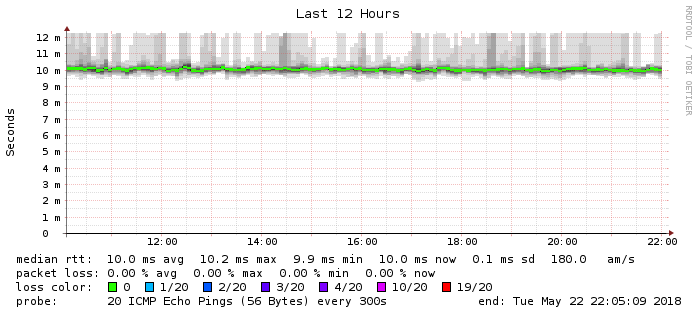 Last 12 Hours
RRDTOOL / TOBI OETIKER
Seconds
12 m
11 m
10 m
9 m
8 m
7 m
6 m
5 m
4 m
3 m
2 m
1 m
0
12:00 14:00 16:00 18:00 20:00 22:00
median rtt: 10.0 ms avg 10.2 ms max 9.9 ms min 10.0 ms now 0.1 ms sd 180.0 am/s
packet loss: 0.00 % avg 0.00 % max 0.00 % min 0.00 % now
loss color: 0 1/20 2/20 3/20 4/20 10/20 19/20
probe: 20 ICMP Echo Pings (56 Bytes) every 300s end: Tue May 22 22:05:09 2018